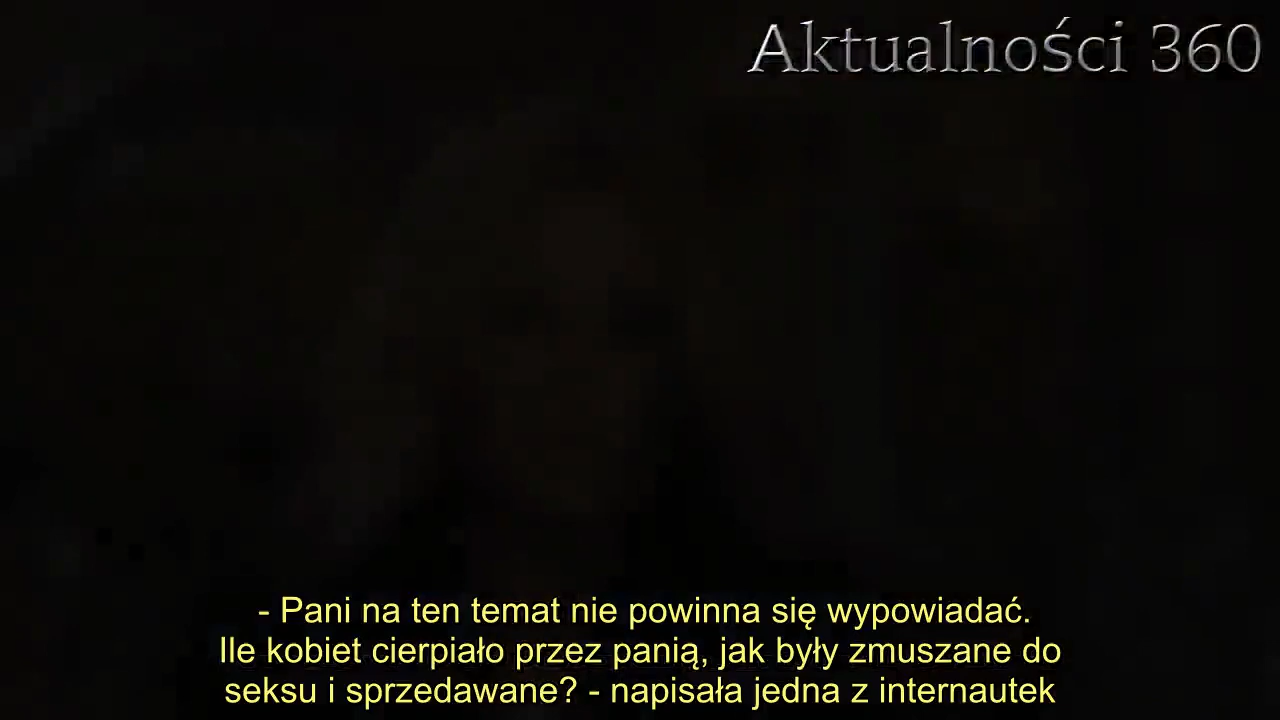 Aktualności 360
- Pani na ten temat nie powinna się wypowiadać.
Ile kobiet cierpiało przez panią, jak były zmuszane do
seksu i sprzedawane? - napisała jedna z internautek